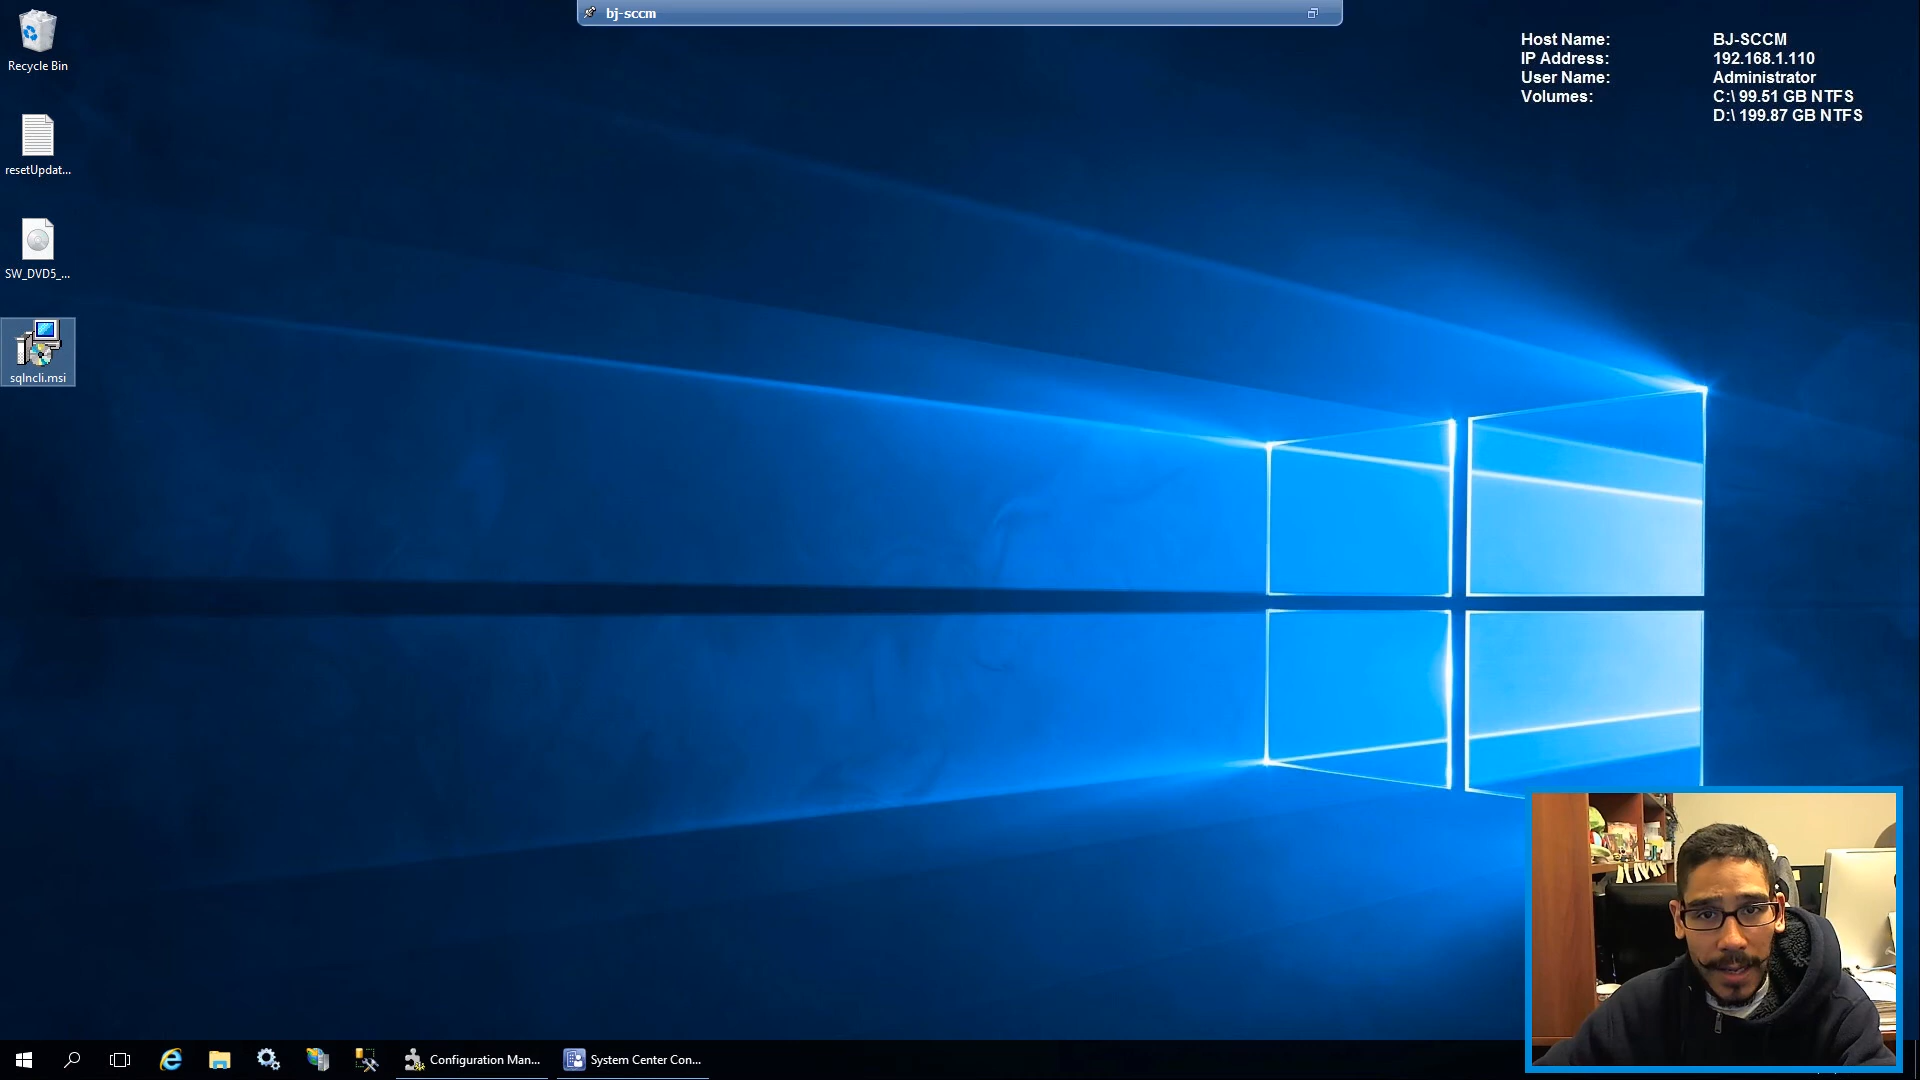 bj-sccm
Host Name: BJ-SCCM
IP Address: 192.168.1.110
User Name: Administrator
Volumes: C:\ 99.51 GB NTFS
D:\ 199.87 GB NTFS
Recycle Bin
resetUpdat...
SW_DVD5_...
sqlncli.msi
Configuration Man...
System Center Con...